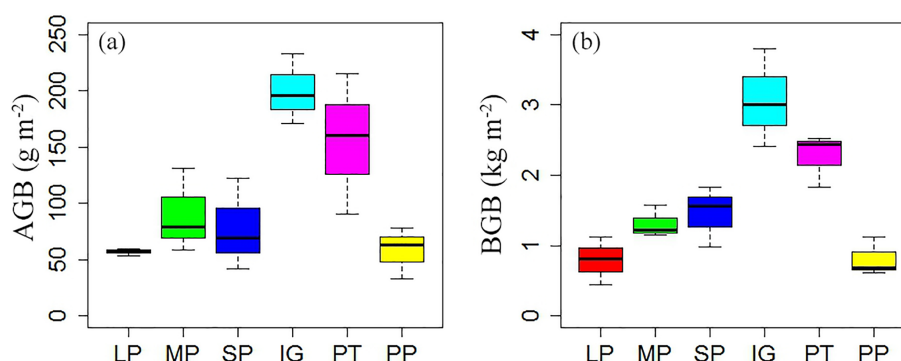 (a)
AGB (g m-2)
250
200
150
100
50
0
LP MP SP IG PT PP
(b)
BGB (kg m-2)
4
3
2
1
0
LP MP SP IG PT PP